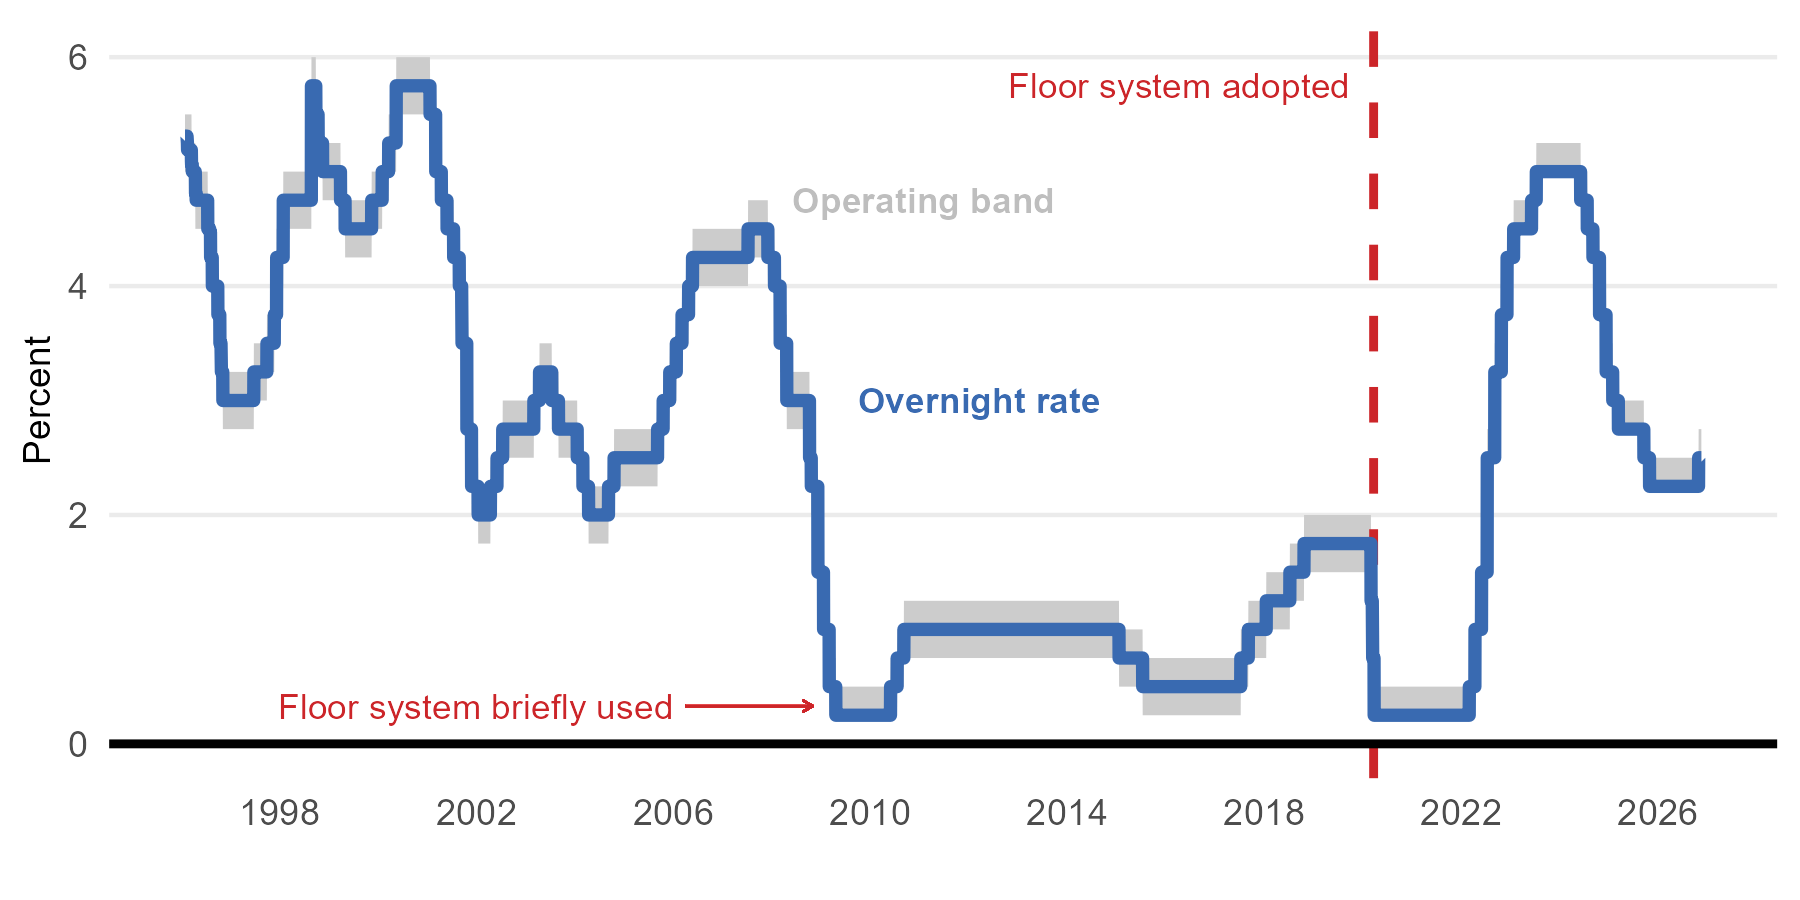 6
Floor system adopted
Operating band
4
Percent
Overnight rate
2
Floor system briefly used
0
1998 2002 2006 2010 2014 2018 2022 2026